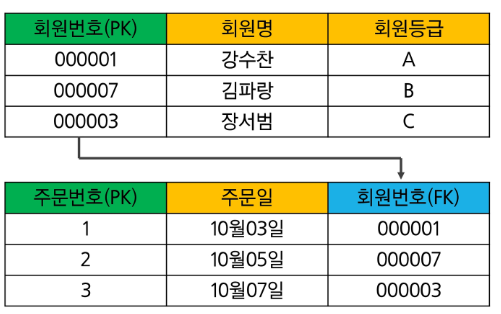 회원번호(PK) 회원명 회원등급
000001 강수찬 A
000007 김파랑 B
000003 장서범 C
주문번호(PK) 주문일 회원번호(FK)
1 10월03일 000001
2 10월05일 000007
3 10월07일 000003